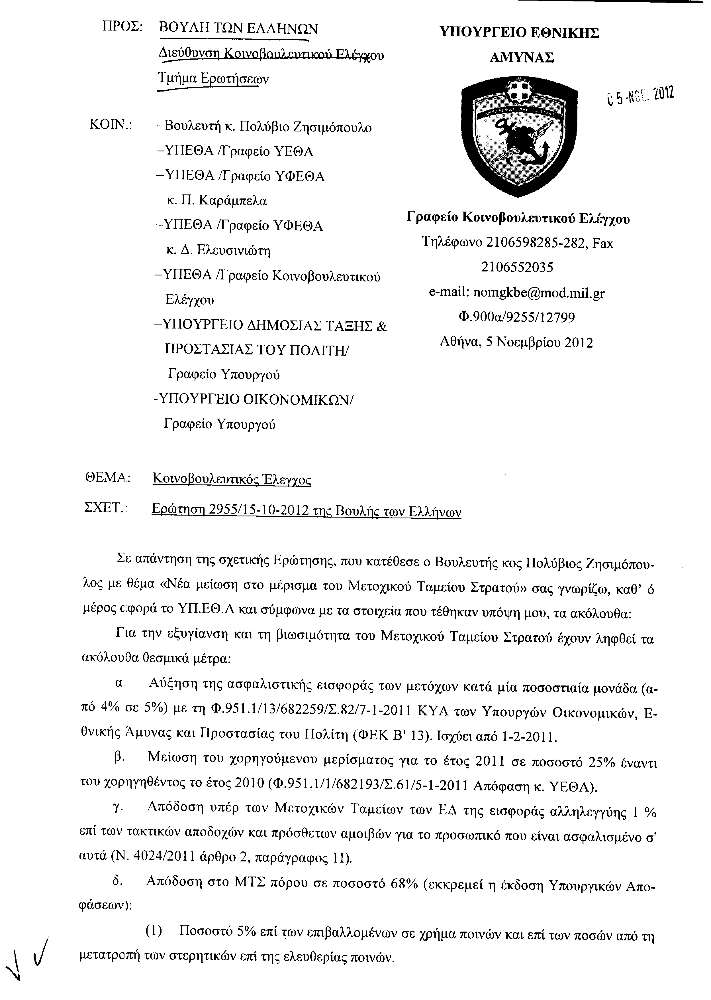 ΠΡΟΣ: ΒΟΥΛΗ ΤΩΝ ΕΛΛΗΝΩΝ
Διεύθυνση Κοινοβουλευτικού Ελέγχου
Τμήμα Ερωτήσεων
ΚΟΙΝ.: –Βουλευτή κ. Πολύβιο Ζησιμόπουλο
–ΥΠΕΘΑ /Γραφείο ΥΕΘΑ
–ΥΠΕΘΑ /Γραφείο ΥΦΕΘΑ
κ. Π. Καράμπελα
–ΥΠΕΘΑ /Γραφείο ΥΦΕΘΑ
κ. Δ. Ελευσινιώτη
–ΥΠΕΘΑ /Γραφείο Κοινοβουλευτικού
Ελέγχου
–ΥΠΟΥΡΓΕΙΟ ΔΗΜΟΣΙΑΣ ΤΑΞΗΣ &
ΠΡΟΣΤΑΣΙΑΣ ΤΟΥ ΠΟΛΙΤΗ/
Γραφείο Υπουργού
-ΥΠΟΥΡΓΕΙΟ ΟΙΚΟΝΟΜΙΚΩΝ/
Γραφείο Υπουργού
ΥΠΟΥΡΓΕΙΟ ΕΘΝΙΚΗΣ
ΑΜΥΝΑΣ
05 ·ΝΟΕ. 2012
Γραφείο Κοινοβουλευτικού Ελέγχου
Τηλέφωνο 2106598285-282, Fax
2106552035
e-mail: nomgkbe@mod.mil.gr
Φ.900α/9255/12799
Αθήνα, 5 Νοεμβρίου 2012
ΘΕΜΑ: Κοινοβουλευτικός Έλεγχος
ΣΧΕΤ.: Ερώτηση 2955/15-10-2012 της Βουλής των Ελλήνων
Σε απάντηση της σχετικής Ερώτησης, που κατέθεσε ο Βουλευτής κος Πολύβιος Ζησιμόπου-
λος με θέμα «Νέα μείωση στο μέρισμα του Μετοχικού Ταμείου Στρατού» σας γνωρίζω, καθ’ ό
μέρος αφορά το ΥΠ.ΕΘ.Α και σύμφωνα με τα στοιχεία που τέθηκαν υπόψη μου, τα ακόλουθα:
Για την εξυγίανση και τη βιωσιμότητα του Μετοχικού Ταμείου Στρατού έχουν ληφθεί τα
ακόλουθα θεσμικά μέτρα:
α. Αύξηση της ασφαλιστικής εισφοράς των μετόχων κατά μία ποσοστιαία μονάδα (α-
πό 4% σε 5%) με τη Φ.951.1/13/682259/Σ.82/7-1-2011 ΚΥΑ των Υπουργών Οικονομικών, Ε-
θνικής Άμυνας και Προστασίας του Πολίτη (ΦΕΚ Β' 13). Ισχύει από 1-2-2011.
β. Μείωση του χορηγούμενου μερίσματος για το έτος 2011 σε ποσοστό 25% έναντι
του χορηγηθέντος το έτος 2010 (Φ.951.1/1/682193/Σ.61/5-1-2011 Απόφαση κ. ΥΕΘΑ).
γ. Απόδοση υπέρ των Μετοχικών Ταμείων των ΕΔ της εισφοράς αλληλεγγύης 1 %
επί των τακτικών αποδοχών και πρόσθετων αμοιβών για το προσωπικό που είναι ασφαλισμένο σ'
αυτά (Ν. 4024/2011 άρθρο 2, παράγραφος 11).
δ. Απόδοση στο ΜΤΣ πόρου σε ποσοστό 68% (εκκρεμεί η έκδοση Υπουργικών Απο-
φάσεων):
(1) Ποσοστό 5% επί των επιβαλλομένων σε χρήμα ποινών και επί των ποσών από τη
μετατροπή των στερητικών επί της ελευθερίας ποινών.